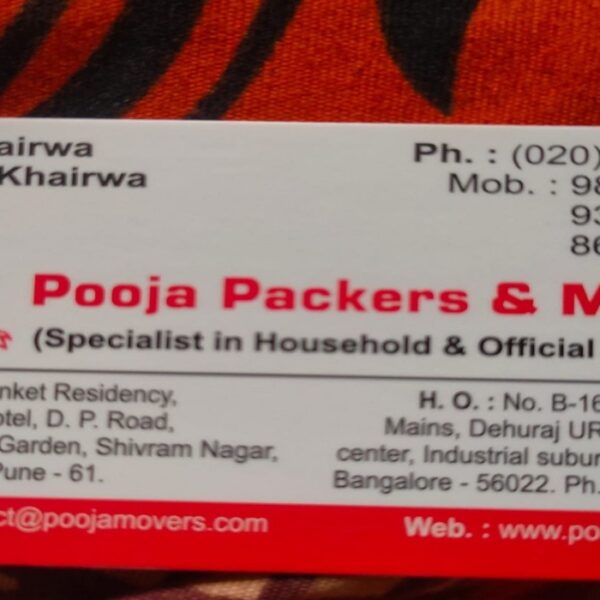 airwa
Khairwa
Ph. : (020)
Mob. : 98
93
86
Pooja Packers & M
(Specialist in Household & Official
nket Residency,
otel, D. P. Road,
Garden, Shivram Nagar,
Pune - 61.
H. O. : No. B-16
Mains, Dehuraj UR
center, Industrial subur
Bangalore - 56022. Ph.
ct@poojamovers.com
Web. : www.po